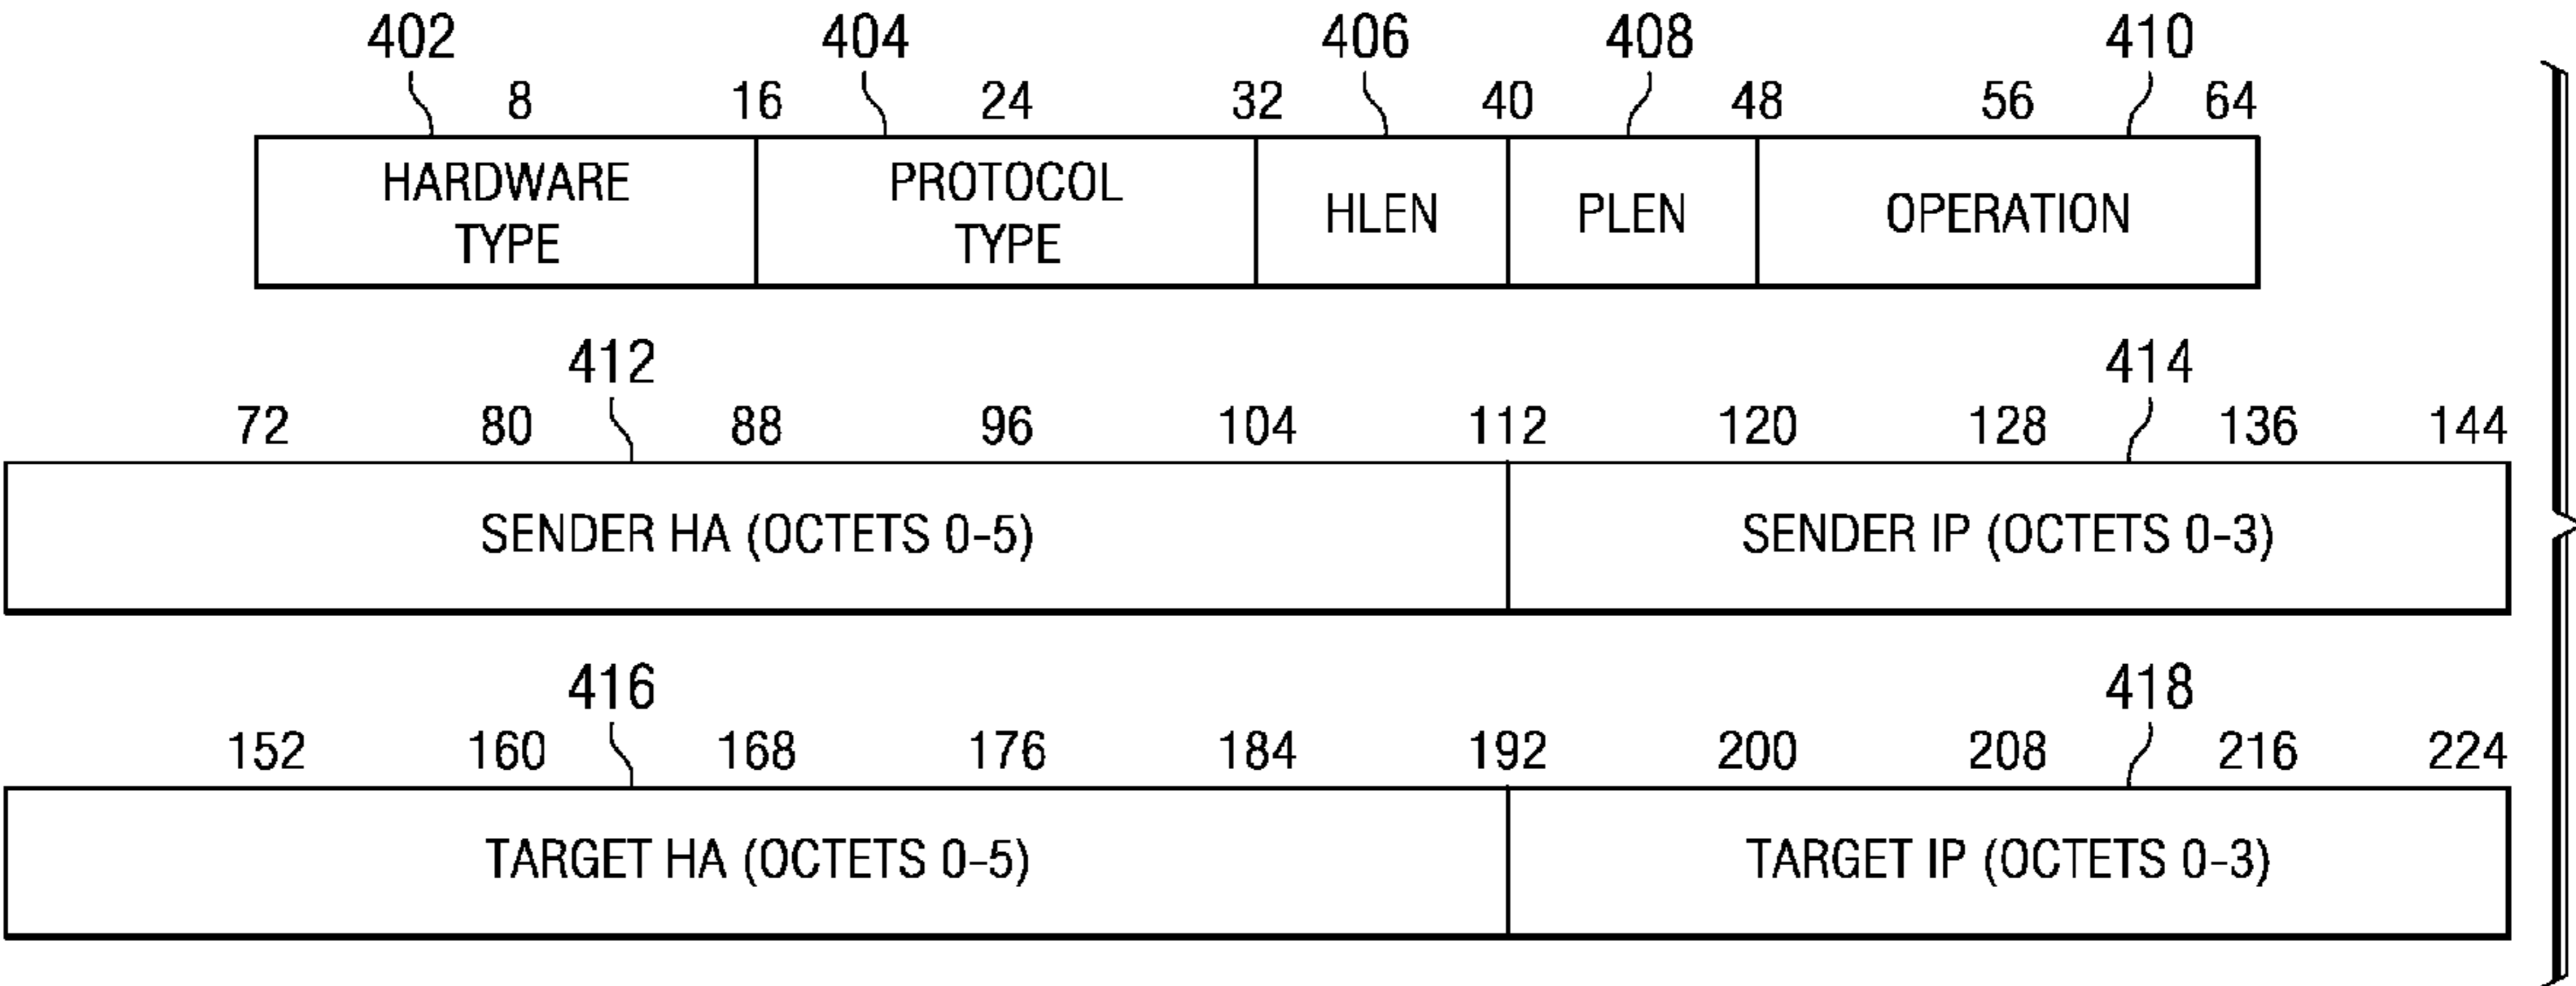 402 404 406 408 410
8 16 24 32 40 48 56 64
HARDWARE TYPE PROTOCOL TYPE HLEN PLEN OPERATION
412 414
72 80 88 96 104 112 120 128 136 144
SENDER HA (OCTETS 0-5) SENDER IP (OCTETS 0-3)
416 418
152 160 168 176 184 192 200 208 216 224
TARGET HA (OCTETS 0-5) TARGET IP (OCTETS 0-3)